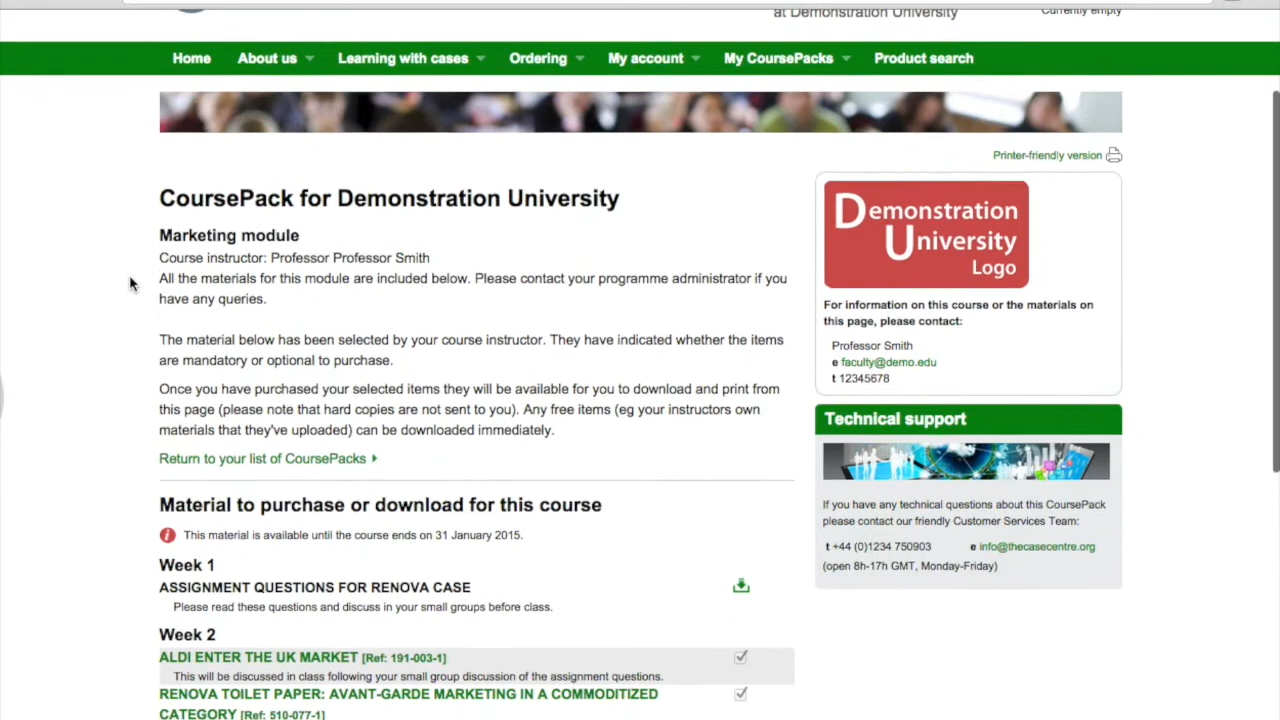 at Demonstration University
Currently empty
Home About us Learning with cases Ordering My account My CoursePacks Product search
Printer-friendly version
CoursePack for Demonstration University
Marketing module
Course instructor: Professor Professor Smith
All the materials for this module are included below. Please contact your programme administrator if you
have any queries.
The material below has been selected by your course instructor. They have indicated whether the items
are mandatory or optional to purchase.
Once you have purchased your selected items they will be available for you to download and print from
this page (please note that hard copies are not sent to you). Any free items (eg your instructors own
materials that they've uploaded) can be downloaded immediately.
Return to your list of CoursePacks
Material to purchase or download for this course
This material is available until the course ends on 31 January 2015.
Week 1
ASSIGNMENT QUESTIONS FOR RENOVA CASE
Please read these questions and discuss in your small groups before class.
Week 2
ALDI ENTER THE UK MARKET [Ref: 191-003-1]
This will be discussed in class following your small group discussion of the assignment questions.
RENOVA TOILET PAPER: AVANT-GARDE MARKETING IN A COMMODITIZED
CATEGORY [Ref: 510-077-1]
Demonstration
University
Logo
For information on this course or the materials on
this page, please contact:
Professor Smith
e faculty@demo.edu
t 12345678
Technical support
If you have any technical questions about this CoursePack
please contact our friendly Customer Services Team:
t +44 (0)1234 750903 e info@thecasecentre.org
(open 8h-17h GMT, Monday-Friday)